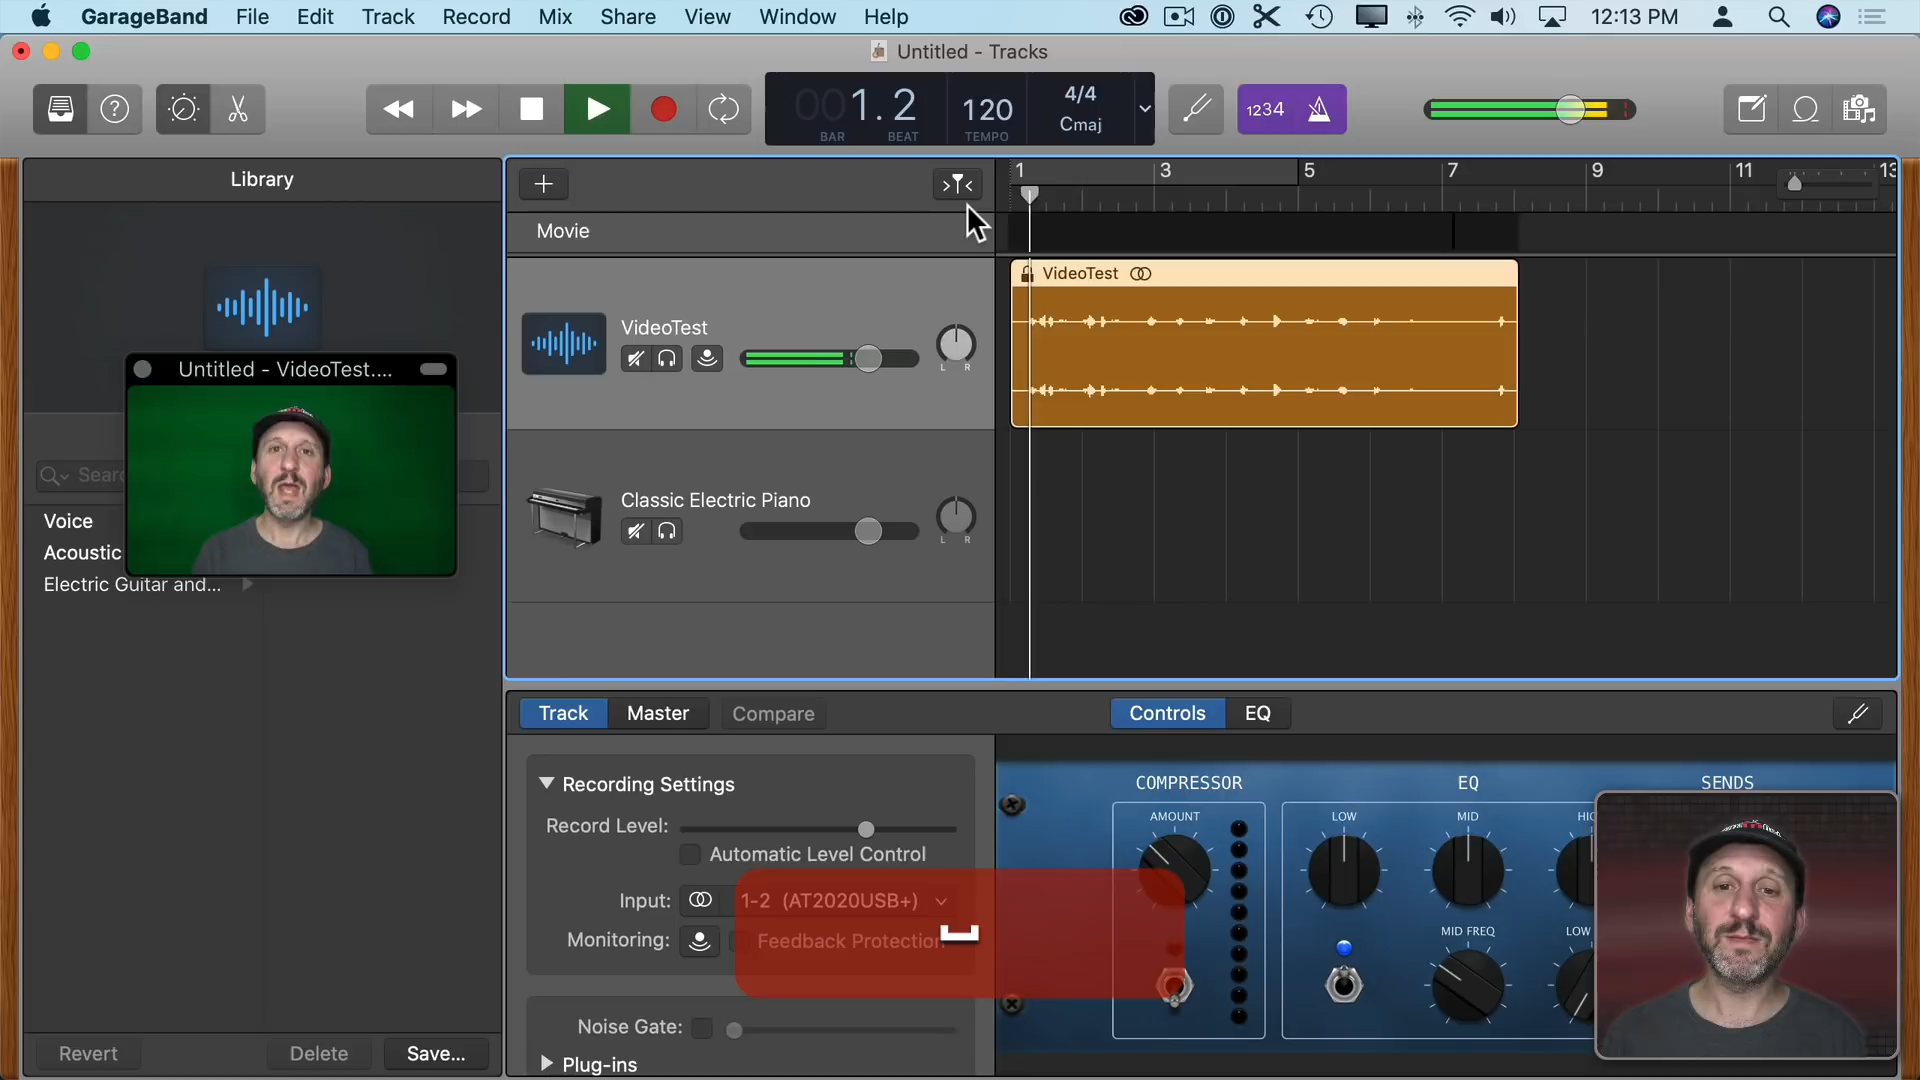 GarageBand File Edit Track Record Mix Share View Window Help 12:13 PM
Untitled - Tracks
001.2
BAR BEAT
120
TEMPO
4/4
Cmaj
1234
Library
1 3 5 7 9 11 13
Movie
VideoTest
VideoTest
L R
Untitled - VideoTest....
Classic Electric Piano
L R
Voice
Acoustic
Electric Guitar and...
Track Master Compare
Controls EQ
Recording Settings
Record Level:
Automatic Level Control
Input: 1-2 (AT2020USB+)
Monitoring: Feedback Protection
Noise Gate:
Plug-ins
COMPRESSOR EQ SENDS
AMOUNT LOW MID
MID FREQ LOW
Revert Delete Save...